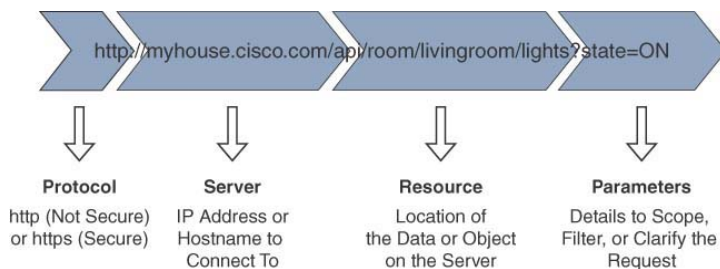 http://myhouse.cisco.com/api/room/livingroom/lights?state=ON
Protocol
http (Not Secure)
or https (Secure)
Server
IP Address or
Hostname to
Connect To
Resource
Location of
the Data or Object
on the Server
Parameters
Details to Scope,
Filter, or Clarify the
Request